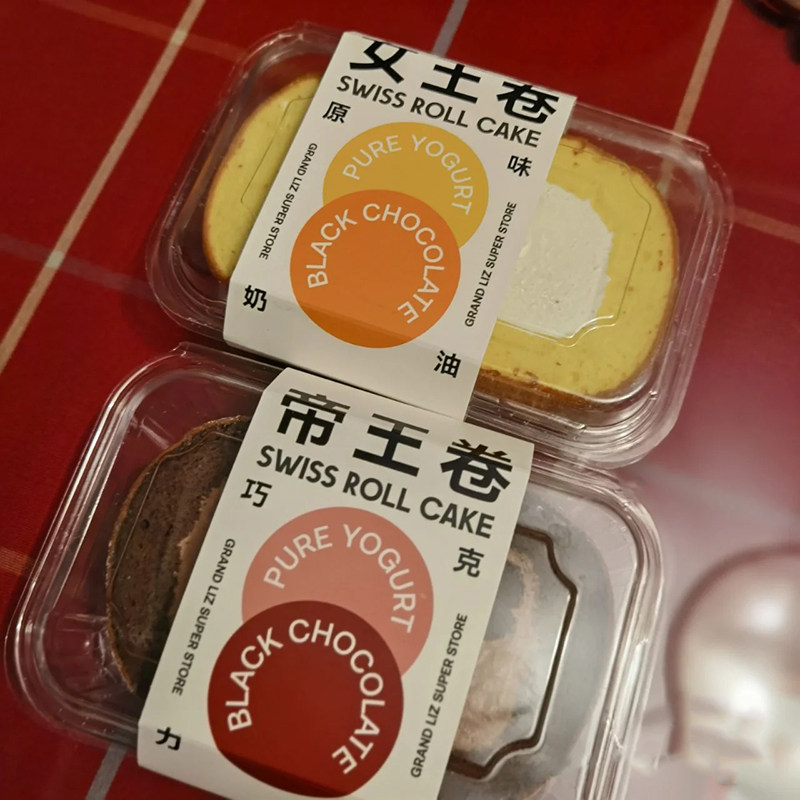 女王卷
SWISS ROLL CAKE
原味
PURE YOGURT
BLACK CHOCOLATE
GRAND LIZ SUPER STORE
GRAND LIZ SUPER STORE
奶油
帝王卷
SWISS ROLL CAKE
巧克
PURE YOGURT
BLACK CHOCOLATE
GRAND LIZ SUPER STORE
GRAND LIZ SUPER STORE
力